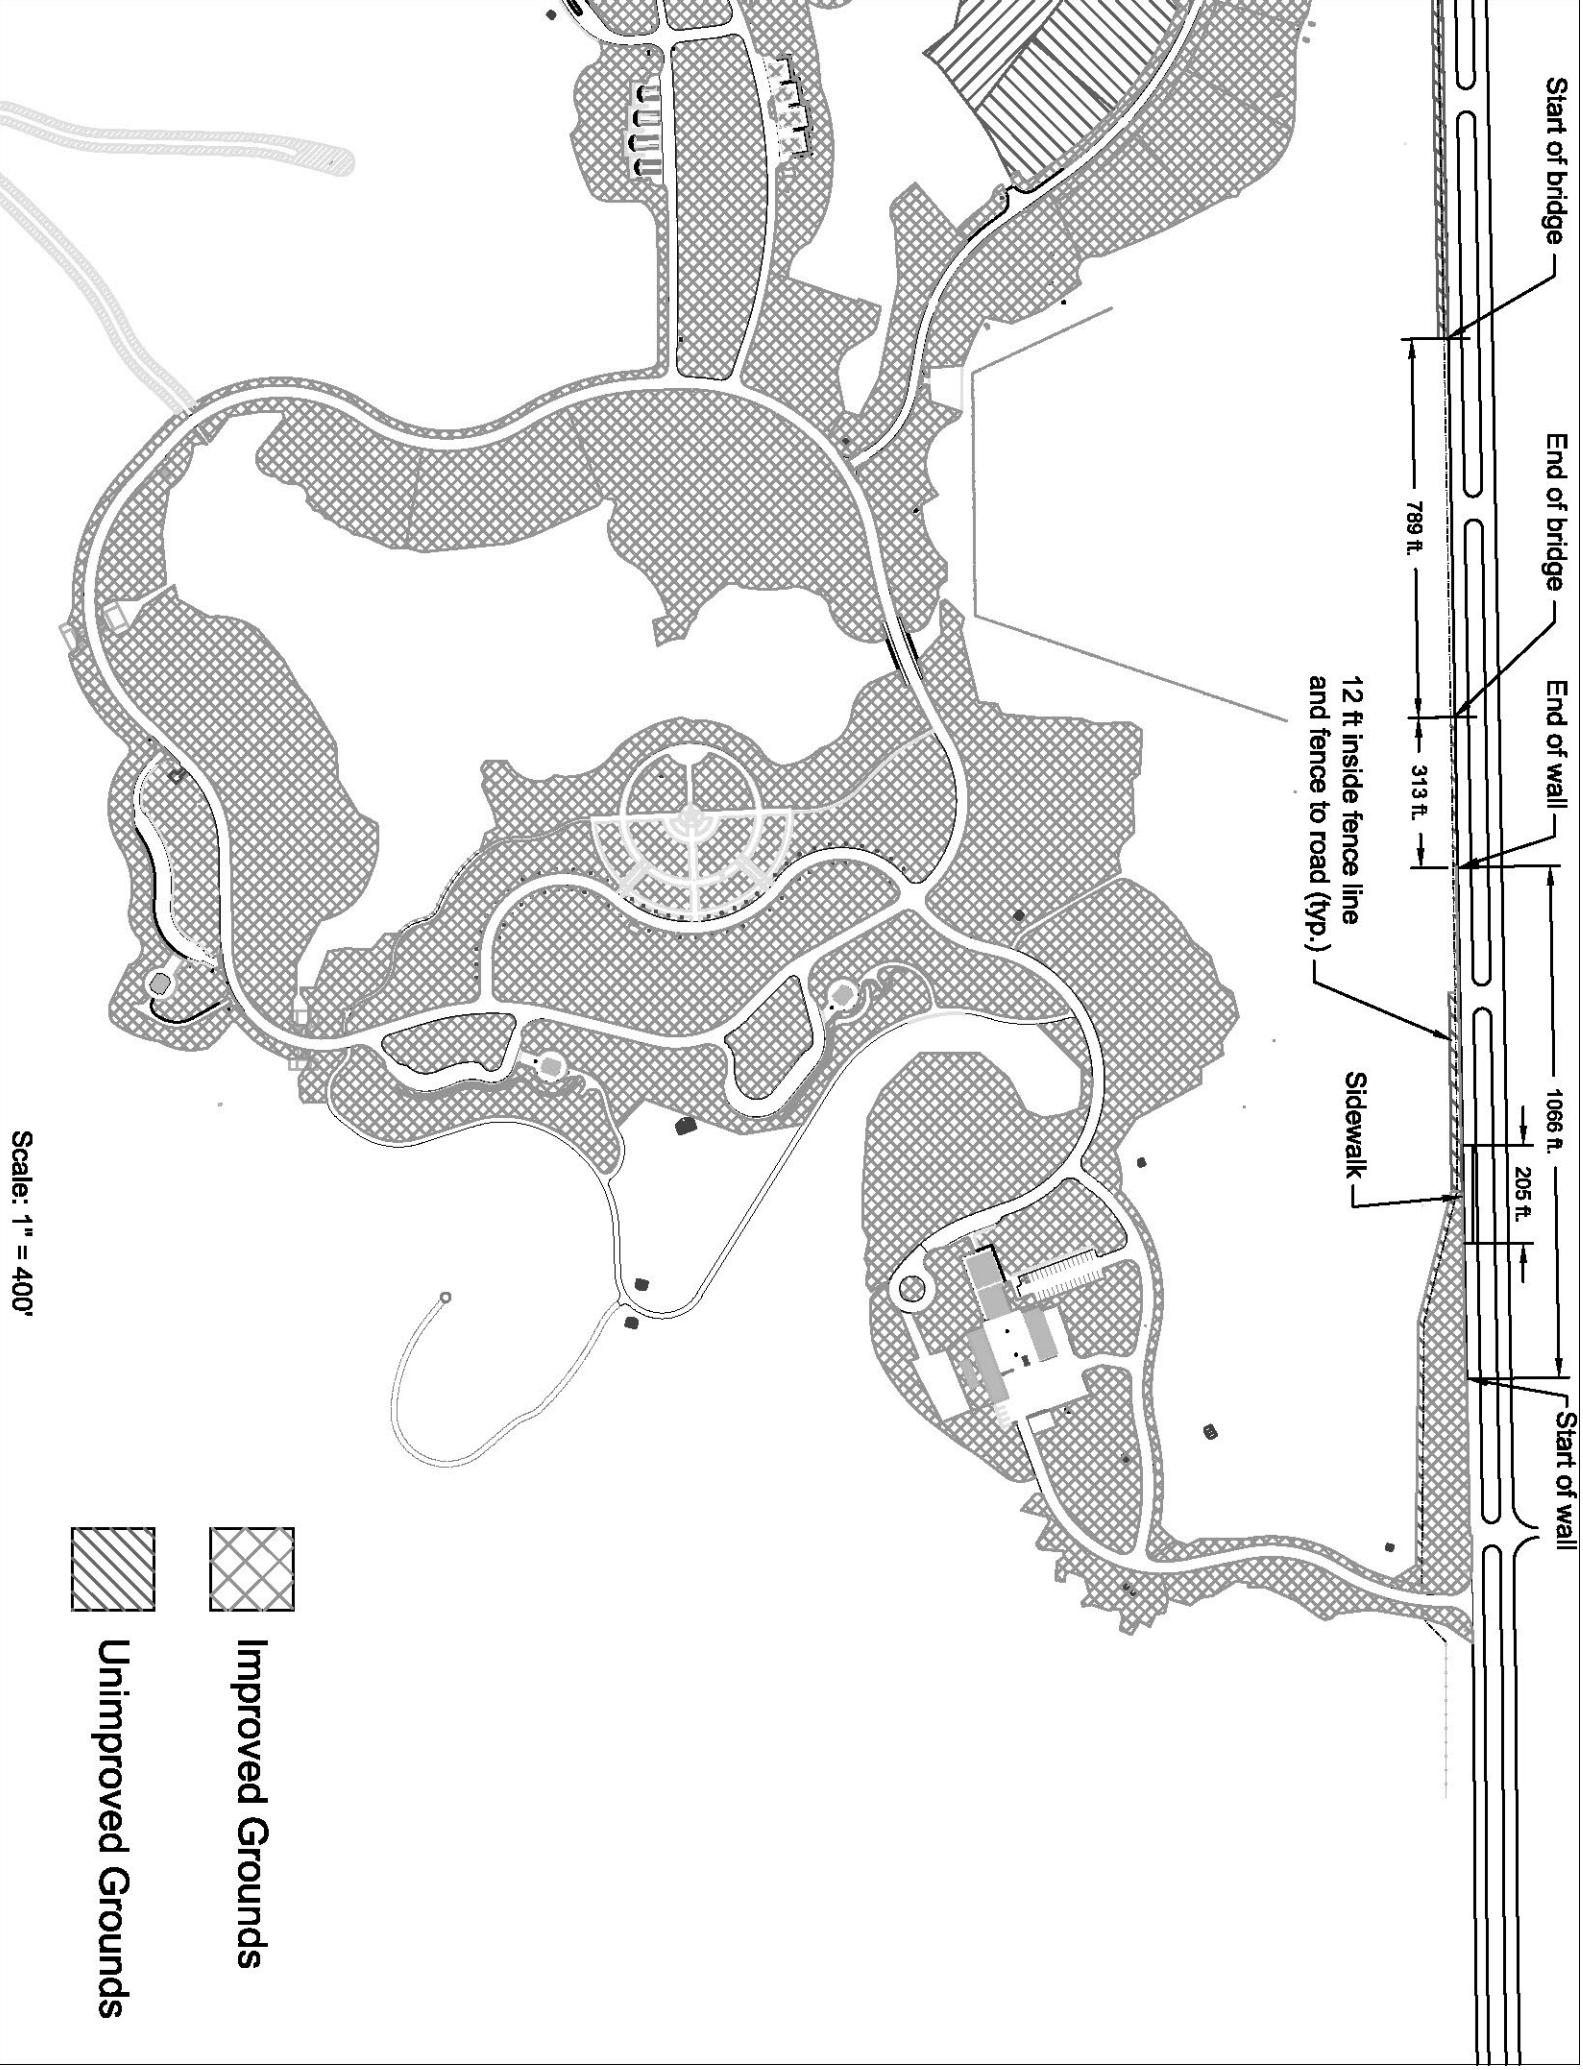 Start of bridge
End of bridge
End of wall
Start of wall
789 ft.
313 ft.
1066 ft.
205 ft.
12 ft inside fence line
and fence to road (typ.)
Sidewalk
Improved Grounds
Unimproved Grounds
Scale: 1" = 400'